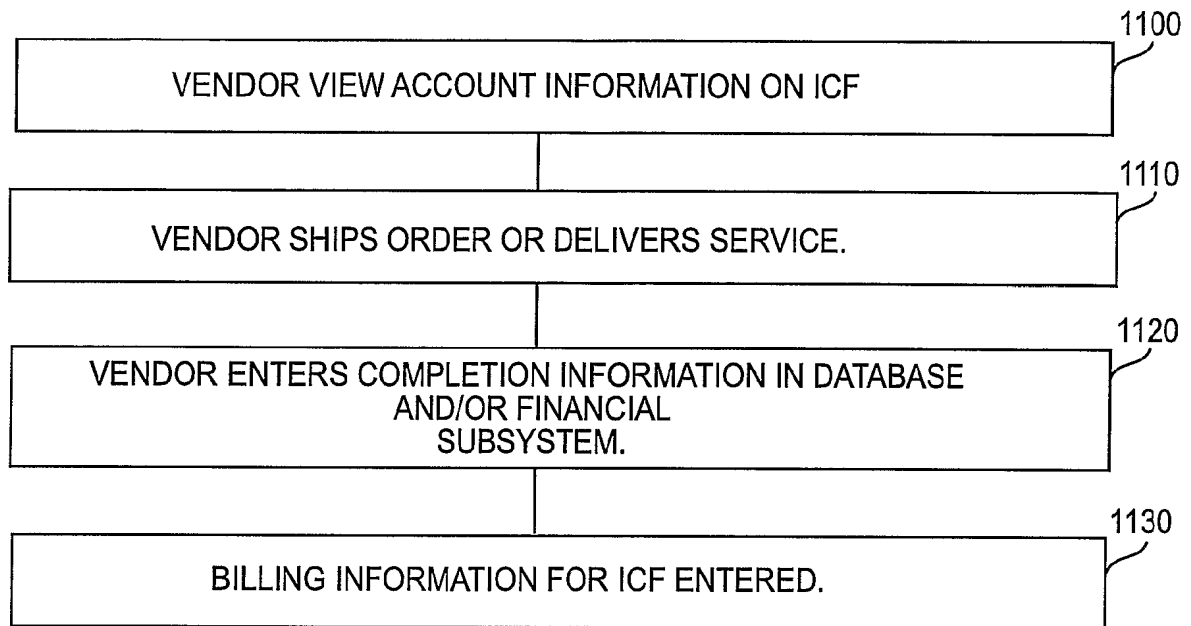 1100
VENDOR VIEW ACCOUNT INFORMATION ON ICF
1110
VENDOR SHIPS ORDER OR DELIVERS SERVICE.
1120
VENDOR ENTERS COMPLETION INFORMATION IN DATABASE
AND/OR FINANCIAL
SUBSYSTEM.
1130
BILLING INFORMATION FOR ICF ENTERED.